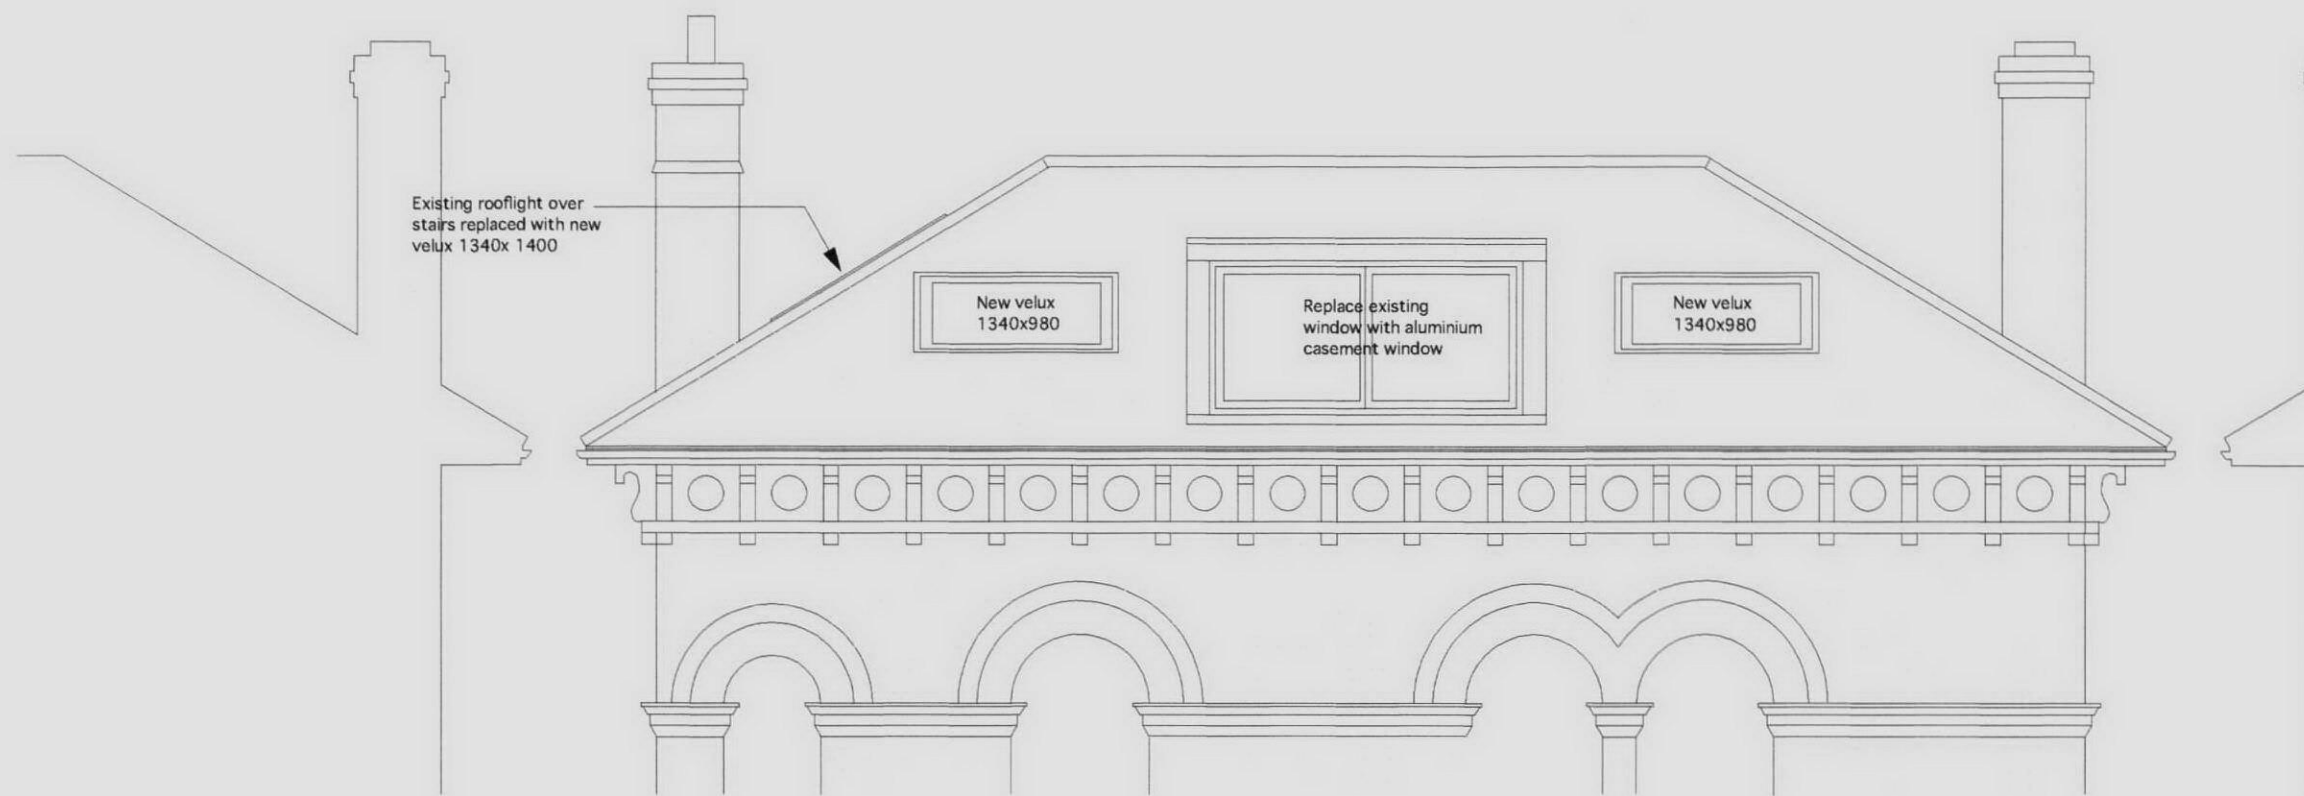 Existing rooflight over
stairs replaced with new
velux 1340x 1400
New velux
1340x980
Replace existing
window with aluminium
casement window
New velux
1340x980